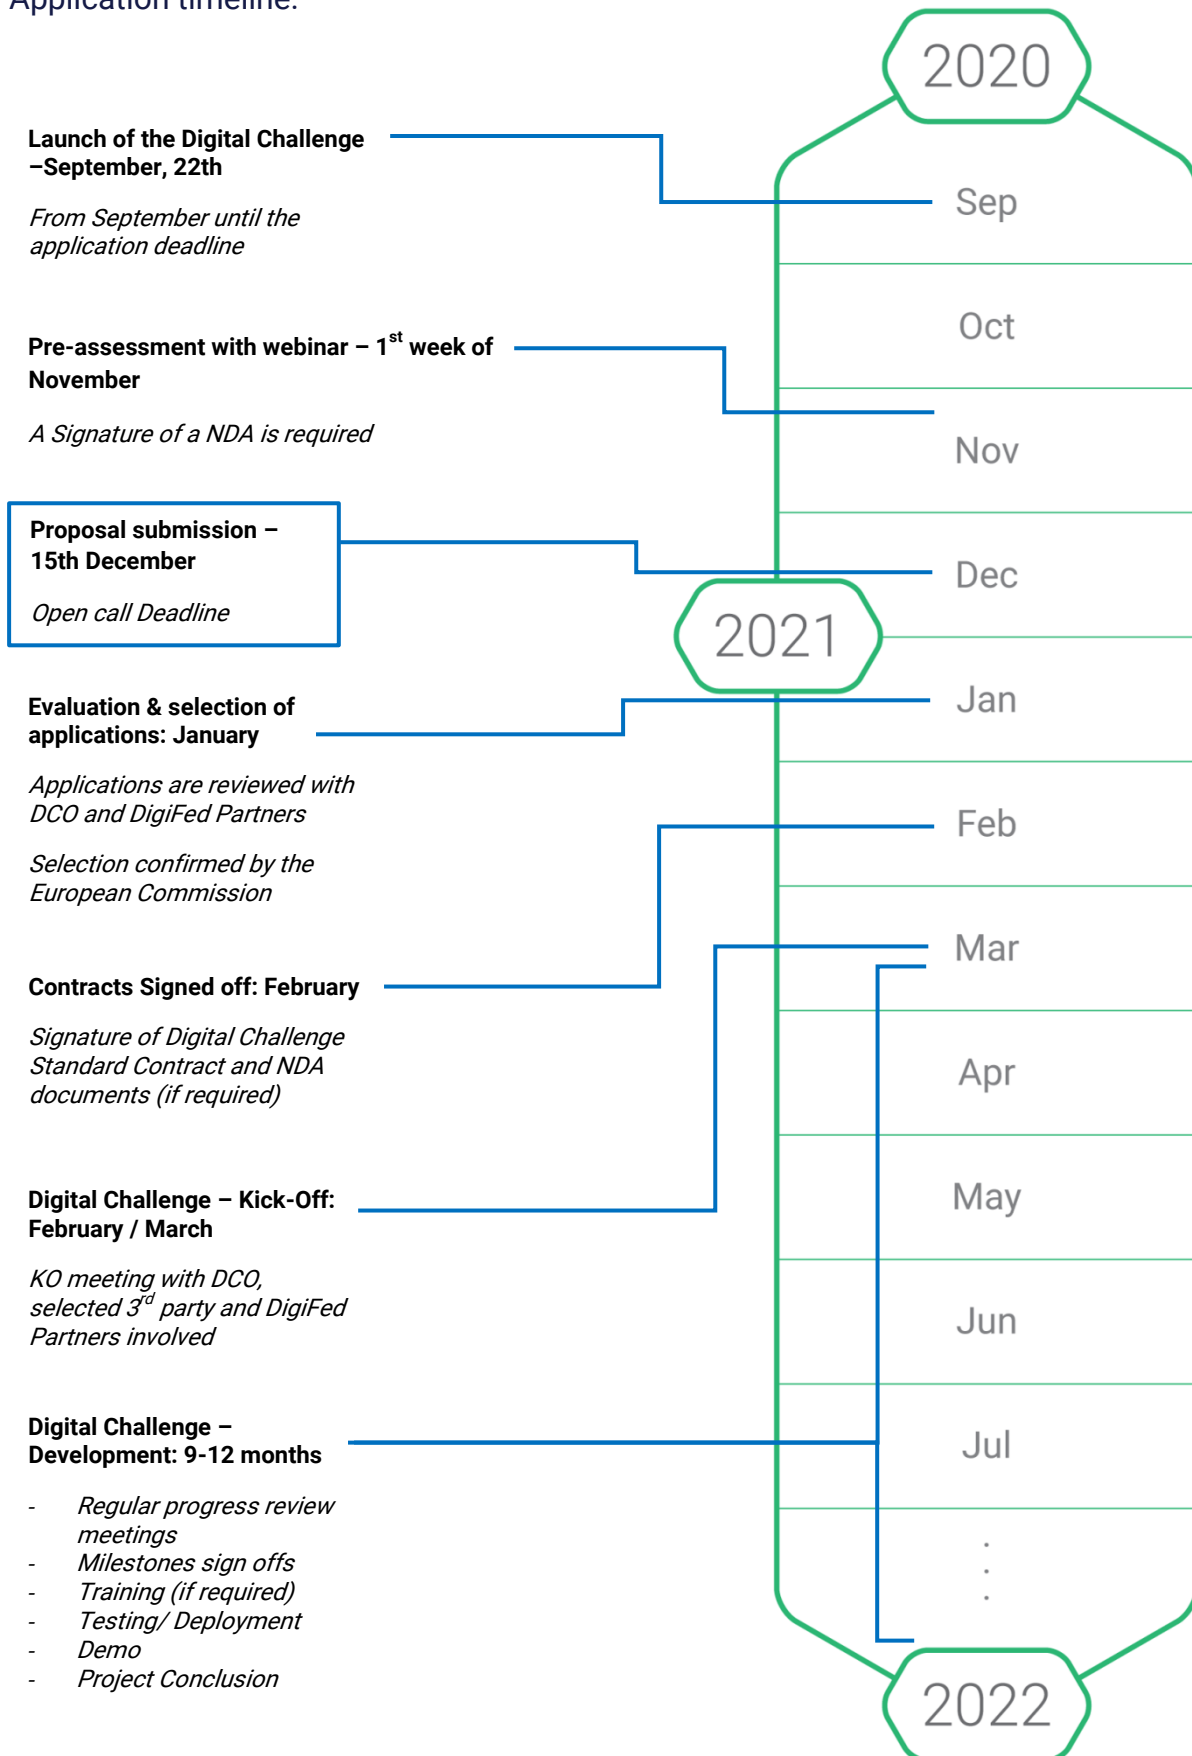 Application timeline:
2020
Launch of the Digital Challenge
–September, 22th
Sep
From September until the
application deadline
Oct
Pre-assessment with webinar – 1st week of
November
A Signature of a NDA is required
Nov
Proposal submission –
15th December
Open call Deadline
Dec
2021
Evaluation & selection of
applications: January
Jan
Applications are reviewed with
DCO and DigiFed Partners
Selection confirmed by the
European Commission
Feb
Contracts Signed off: February
Mar
Signature of Digital Challenge
Standard Contract and NDA
documents (if required)
Apr
Digital Challenge – Kick-Off:
February / March
May
KO meeting with DCO,
selected 3rd party and DigiFed
Partners involved
Jun
Digital Challenge –
Development: 9-12 months
Jul
- Regular progress review
meetings
- Milestones sign offs
- Training (if required)
- Testing/ Deployment
- Demo
- Project Conclusion
2022